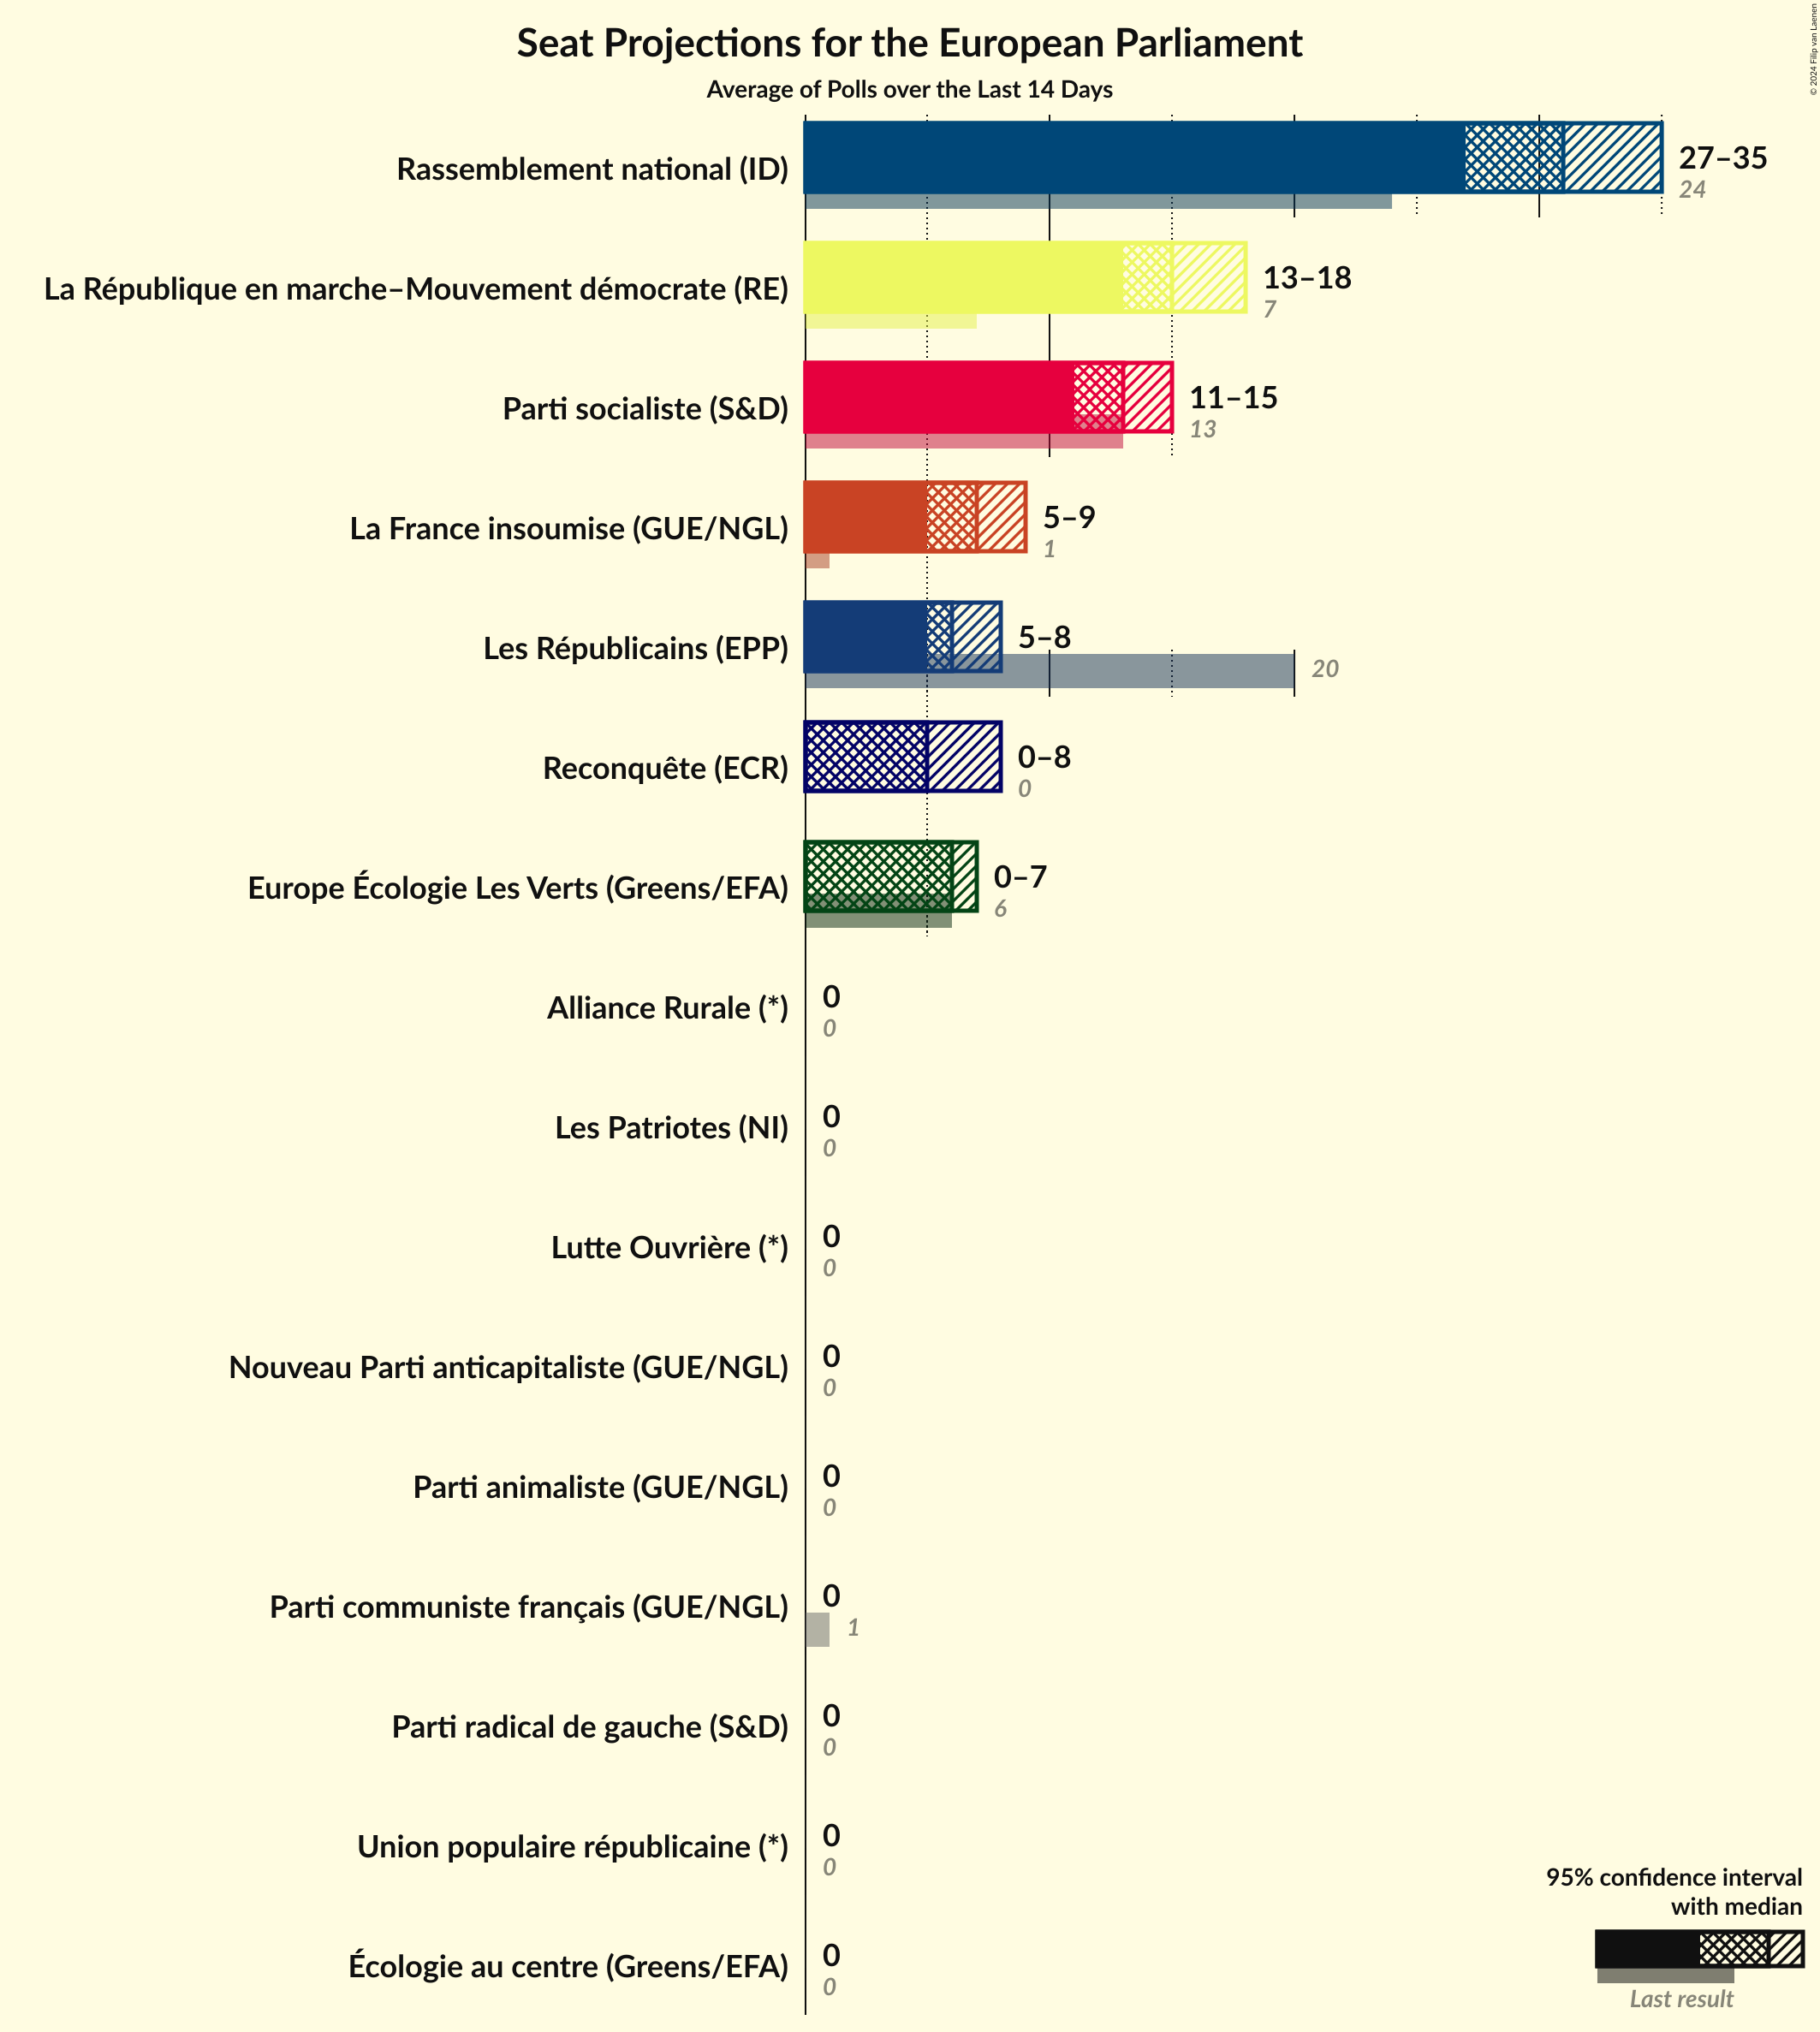 Seat Projections for the European Parliament
Average of Polls over the Last 14 Days
© 2024 Filip van Laenen
Rassemblement national (ID)
27–35
24
La République en marche–Mouvement démocrate (RE)
13–18
7
Parti socialiste (S&D)
11–15
13
La France insoumise (GUE/NGL)
5–9
1
Les Républicains (EPP)
5–8
20
Reconquête (ECR)
0–8
0
Europe Écologie Les Verts (Greens/EFA)
0–7
6
Alliance Rurale (*)
0
0
Les Patriotes (NI)
0
0
Lutte Ouvrière (*)
0
0
Nouveau Parti anticapitaliste (GUE/NGL)
0
0
Parti animaliste (GUE/NGL)
0
0
Parti communiste français (GUE/NGL)
0
1
Parti radical de gauche (S&D)
0
0
Union populaire républicaine (*)
0
0
Écologie au centre (Greens/EFA)
0
0
95% confidence interval
with median
Last result